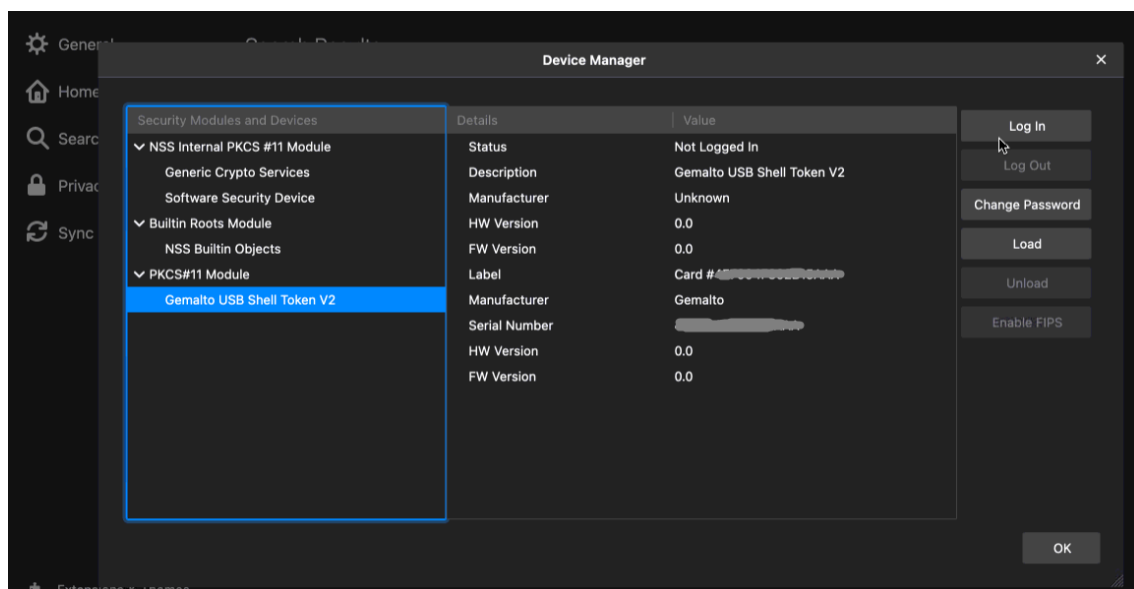 General
Device Manager
Home
Security Modules and Devices
Details
Value
Log In
NSS Internal PKCS #11 Module
Status
Not Logged In
Generic Crypto Services
Description
Gemalto USB Shell Token V2
Log Out
Software Security Device
Manufacturer
Unknown
Change Password
Builtin Roots Module
HW Version
0.0
Sync
NSS Builtin Objects
FW Version
0.0
Load
PKCS#11 Module
Label
Card #
Unload
Gemalto USB Shell Token V2
Manufacturer
Gemalto
Serial Number
Enable FIPS
HW Version
0.0
FW Version
0.0
OK